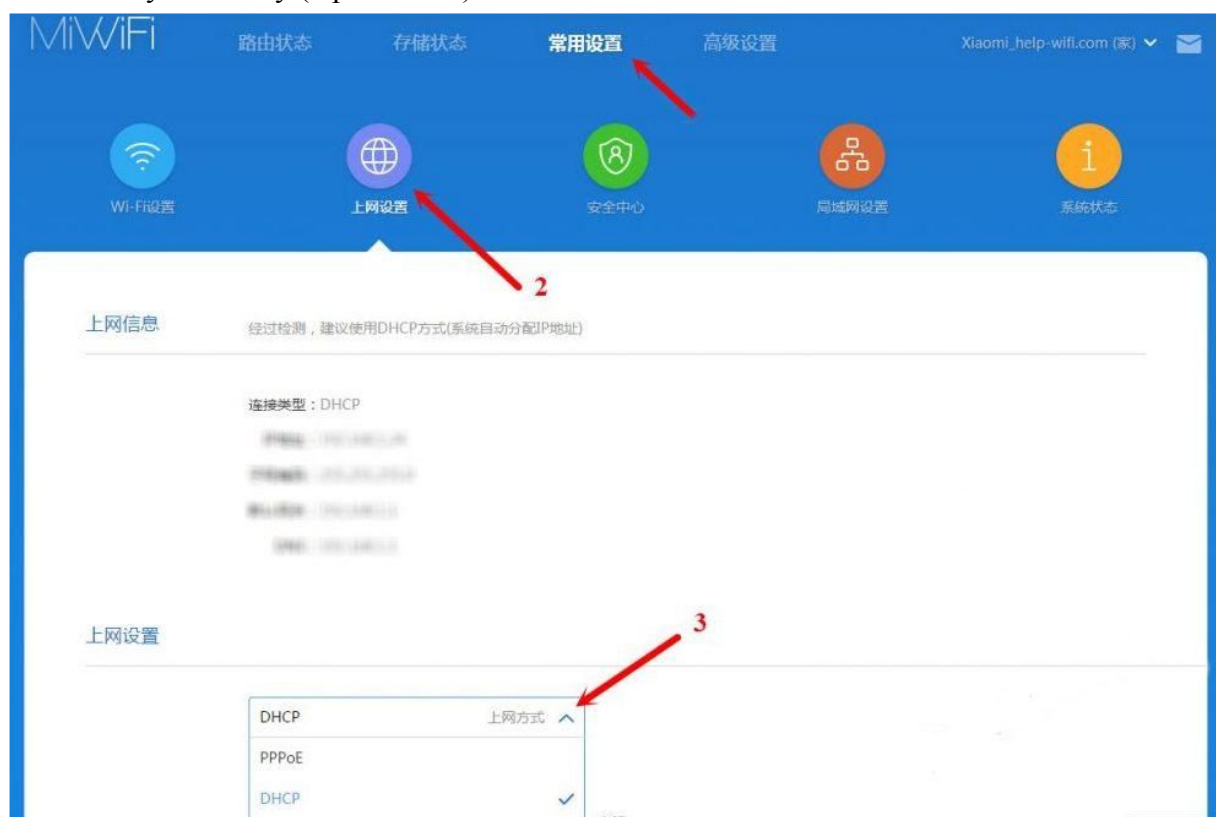 MiWiFi
路由状态 存储状态 常用设置 高级设置 Xiaomi_help-wifi.com (家)
Wi-Fi设置 上网设置 安全中心 局域网设置 系统状态
2
上网信息 经过检测，建议使用DHCP方式(系统自动分配IP地址)
连接类型：DHCP
3
上网设置
DHCP 上网方式
PPPoE
DHCP